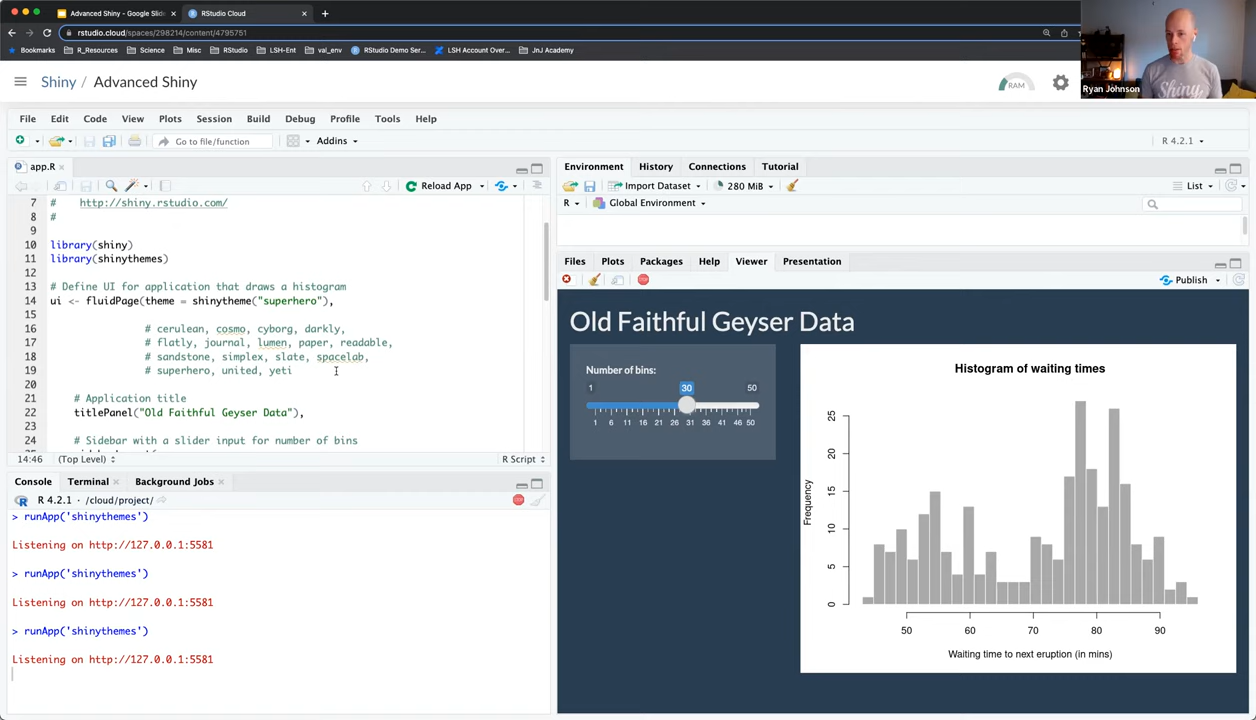 Advanced Shiny - Google Slid
RStudio Cloud
rstudio.cloud/spaces/298214/content/4795751
Bookmarks R_Resources Science Misc RStudio LSH-Ent val_env RStudio Demo Ser... LSH Account Over... JnJ Academy
Shiny / Advanced Shiny
RAM
Ryan Johnson
File Edit Code View Plots Session Build Debug Profile Tools Help
Go to file/function Addins R 4.2.1
app.R
Reload App
7 # http://shiny.rstudio.com/
8 #
9
10 library(shiny)
11 library(shinythemes)
12
13 # Define UI for application that draws a histogram
14 ui <- fluidPage(theme = shinytheme("superhero"),
15
16 # cerulean, cosmo, cyborg, darkly,
17 # flatly, journal, lumen, paper, readable,
18 # sandstone, simplex, slate, spacelab,
19 # superhero, united, yeti
20
21 # Application title
22 titlePanel("Old Faithful Geyser Data"),
23
24 # Sidebar with a slider input for number of bins
14:46 (Top Level) R Script
Console Terminal Background Jobs
R 4.2.1 · /cloud/project/
> runApp('shinythemes')
Listening on http://127.0.0.1:5581
> runApp('shinythemes')
Listening on http://127.0.0.1:5581
> runApp('shinythemes')
Listening on http://127.0.0.1:5581
Environment History Connections Tutorial
Import Dataset 280 MiB List
R Global Environment
Files Plots Packages Help Viewer Presentation
Publish
Old Faithful Geyser Data
Number of bins:
1 30 50
1 6 11 16 21 26 31 36 41 46 50
Histogram of waiting times
Frequency
25
20
15
10
5
0
50 60 70 80 90
Waiting time to next eruption (in mins)